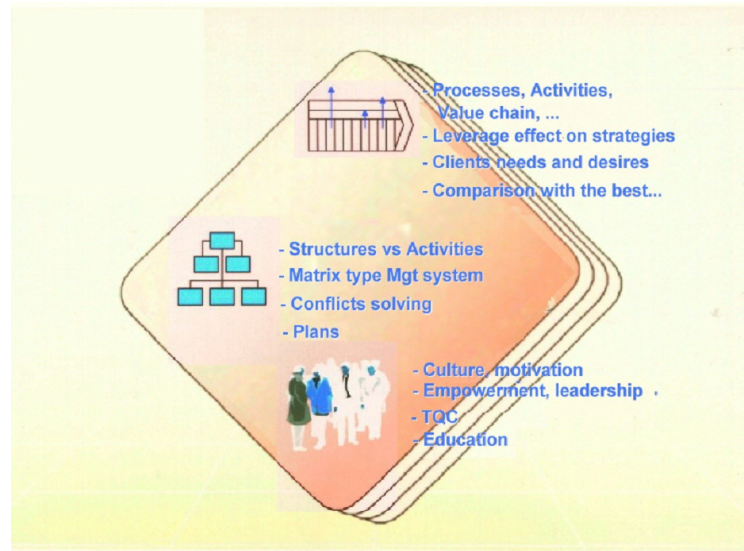 - Processes, Activities,
Value chain, ...
- Leverage effect on strategies
- Clients needs and desires
- Comparison with the best...
- Structures vs Activities
- Matrix type Mgt system
- Conflicts solving
- Plans
- Culture, motivation
- Empowerment, leadership
- TQC
- Education